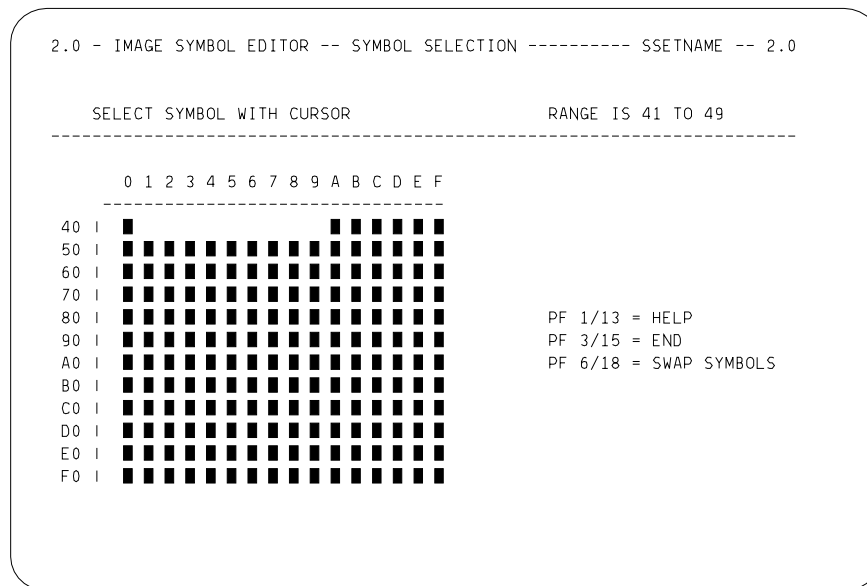 2.0 - IMAGE SYMBOL EDITOR -- SYMBOL SELECTION ---------- SSETNAME -- 2.0
SELECT SYMBOL WITH CURSOR RANGE IS 41 TO 49
------------------------------------------------------------------------
0 1 2 3 4 5 6 7 8 9 A B C D E F
---------------------------------
40 | █ █ █ █ █ █ █
50 | █ █ █ █ █ █ █ █ █ █ █ █ █ █ █ █
60 | █ █ █ █ █ █ █ █ █ █ █ █ █ █ █ █
70 | █ █ █ █ █ █ █ █ █ █ █ █ █ █ █ █
80 | █ █ █ █ █ █ █ █ █ █ █ █ █ █ █ █ PF 1/13 = HELP
90 | █ █ █ █ █ █ █ █ █ █ █ █ █ █ █ █ PF 3/15 = END
A0 | █ █ █ █ █ █ █ █ █ █ █ █ █ █ █ █ PF 6/18 = SWAP SYMBOLS
B0 | █ █ █ █ █ █ █ █ █ █ █ █ █ █ █ █
C0 | █ █ █ █ █ █ █ █ █ █ █ █ █ █ █ █
D0 | █ █ █ █ █ █ █ █ █ █ █ █ █ █ █ █
E0 | █ █ █ █ █ █ █ █ █ █ █ █ █ █ █ █
F0 | █ █ █ █ █ █ █ █ █ █ █ █ █ █ █ █